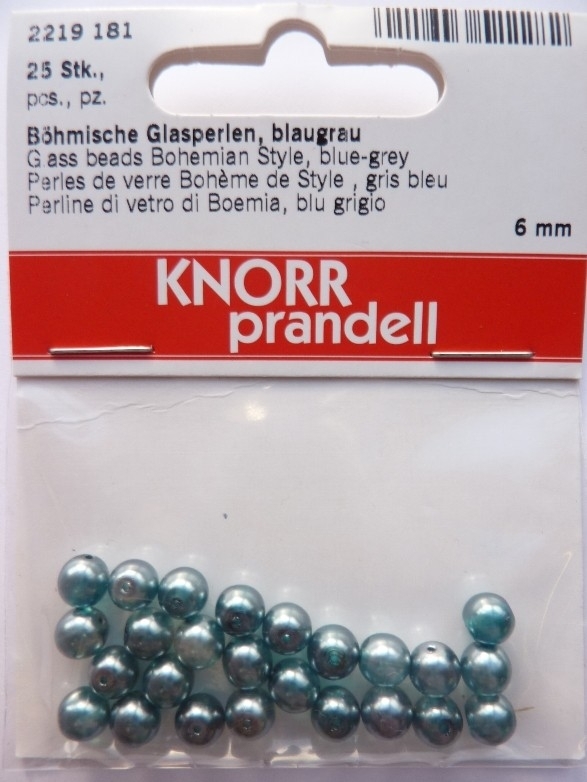 2219 181
25 Stk.,
pcs., pz.
Böhmische Glasperlen, blaugrau
Glass beads Bohemian Style, blue-grey
Perles de verre Bohème de Style , gris bleu
Perline di vetro di Boemia, blu grigio
6 mm
KNORR
prandell